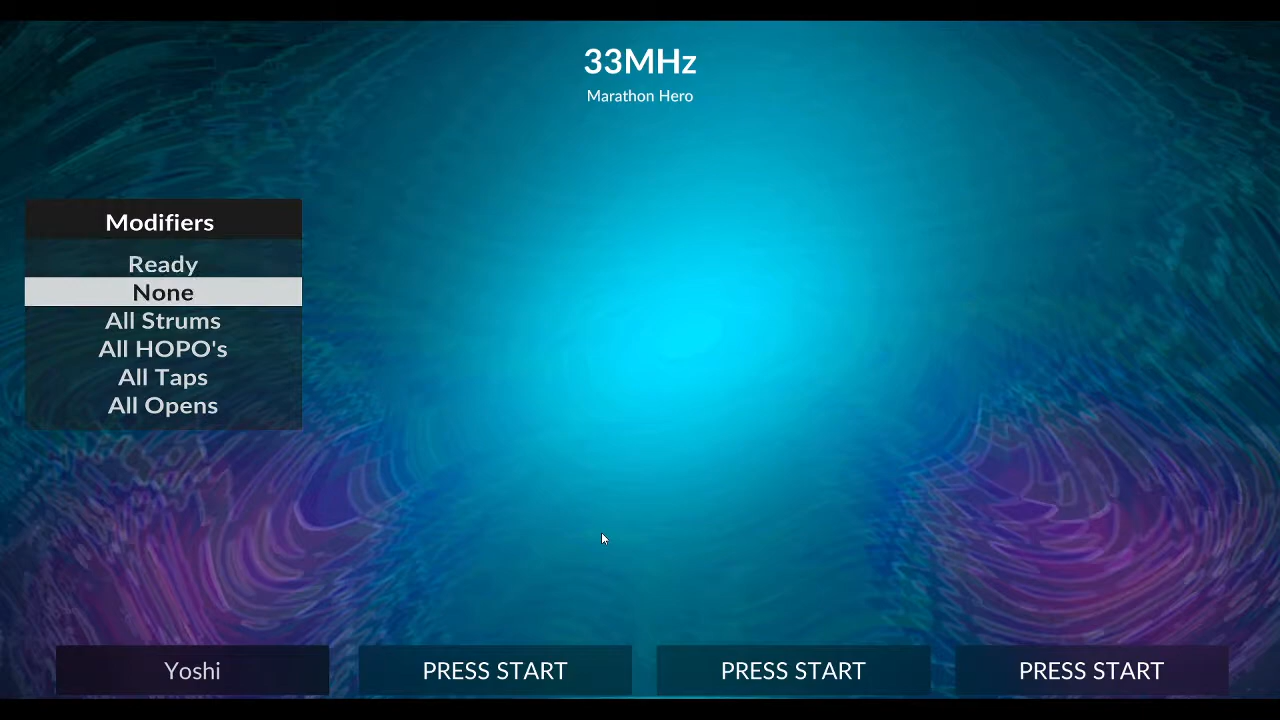 33MHz
Marathon Hero
Modifiers
Ready
None
All Strums
All HOPO's
All Taps
All Opens
Yoshi
PRESS START
PRESS START
PRESS START